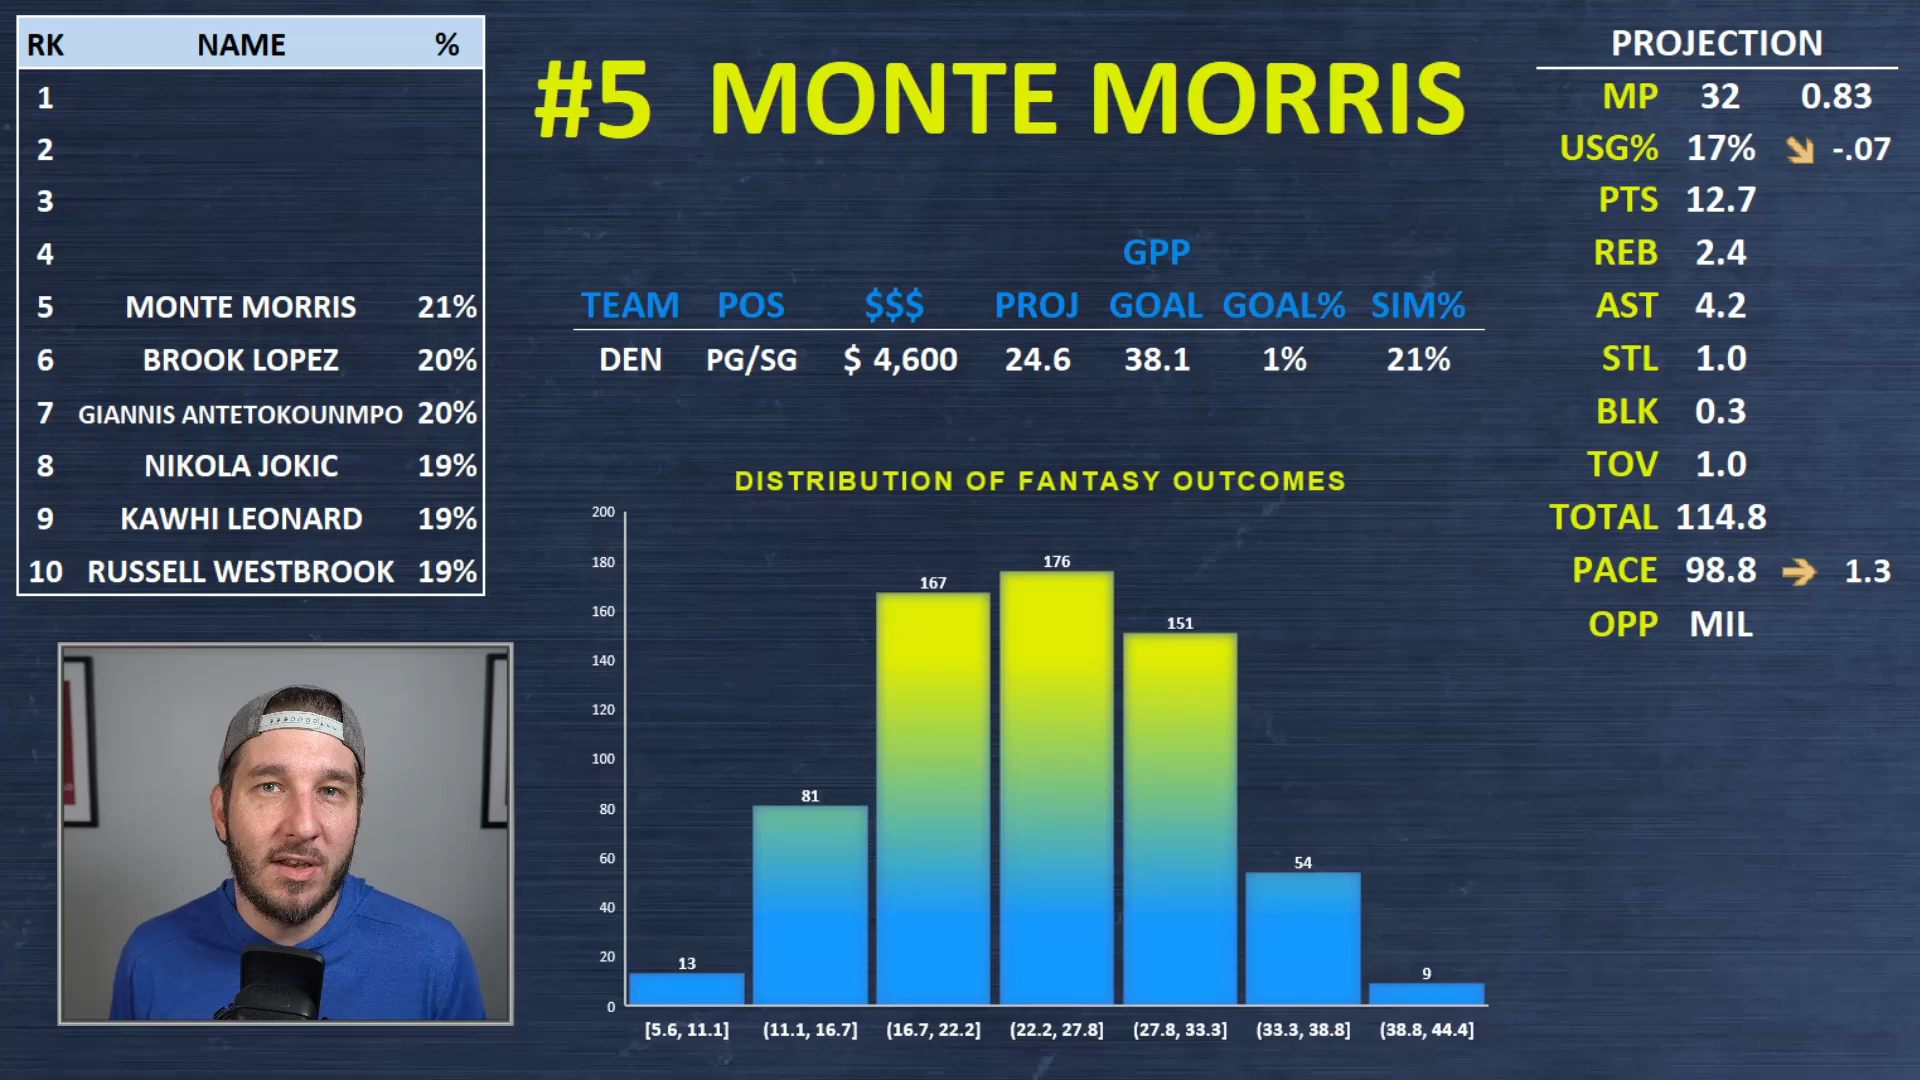 RK NAME %
1
2
3
4
5 MONTE MORRIS 21%
6 BROOK LOPEZ 20%
7 GIANNIS ANTETOKOUNMPO 20%
8 NIKOLA JOKIC 19%
9 KAWHI LEONARD 19%
10 RUSSELL WESTBROOK 19%
#5 MONTE MORRIS
GPP
TEAM POS $$$ PROJ GOAL GOAL% SIM%
DEN PG/SG $ 4,600 24.6 38.1 1% 21%
DISTRIBUTION OF FANTASY OUTCOMES
200
180
160
140
120
100
80
60
40
20
0
13 81 167 176 151 54 9
[5.6, 11.1] (11.1, 16.7] (16.7, 22.2] (22.2, 27.8] (27.8, 33.3] (33.3, 38.8] (38.8, 44.4]
PROJECTION
MP 32 0.83
USG% 17% -.07
PTS 12.7
REB 2.4
AST 4.2
STL 1.0
BLK 0.3
TOV 1.0
TOTAL 114.8
PACE 98.8 1.3
OPP MIL